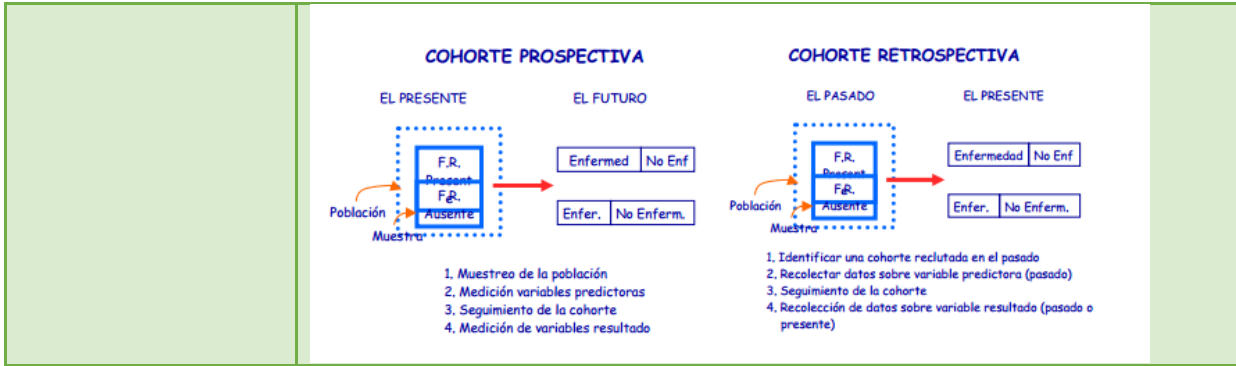 COHORTE PROSPECTIVA
EL PRESENTE
EL FUTURO
F.R.
Present
F.R.
e
Ausente
Población
Muestra
Enfermed
No Enf
Enfer.
No Enferm.
1. Muestreo de la población
2. Medición variables predictoras
3. Seguimiento de la cohorte
4. Medición de variables resultado
COHORTE RETROSPECTIVA
EL PASADO
EL PRESENTE
F.R.
Present
F.R.
e
Ausente
Población
Muestra
Enfermedad
No Enf
Enfer.
No Enferm.
1. Identificar una cohorte reclutada en el pasado
2. Recolectar datos sobre variable predictora (pasado)
3. Seguimiento de la cohorte
4. Recolección de datos sobre variable resultado (pasado o
presente)